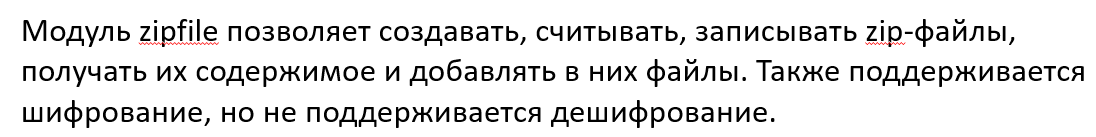 Модуль zipfile позволяет создавать, считывать, записывать zip-файлы,
получать их содержимое и добавлять в них файлы. Также поддерживается
шифрование, но не поддерживается дешифрование.